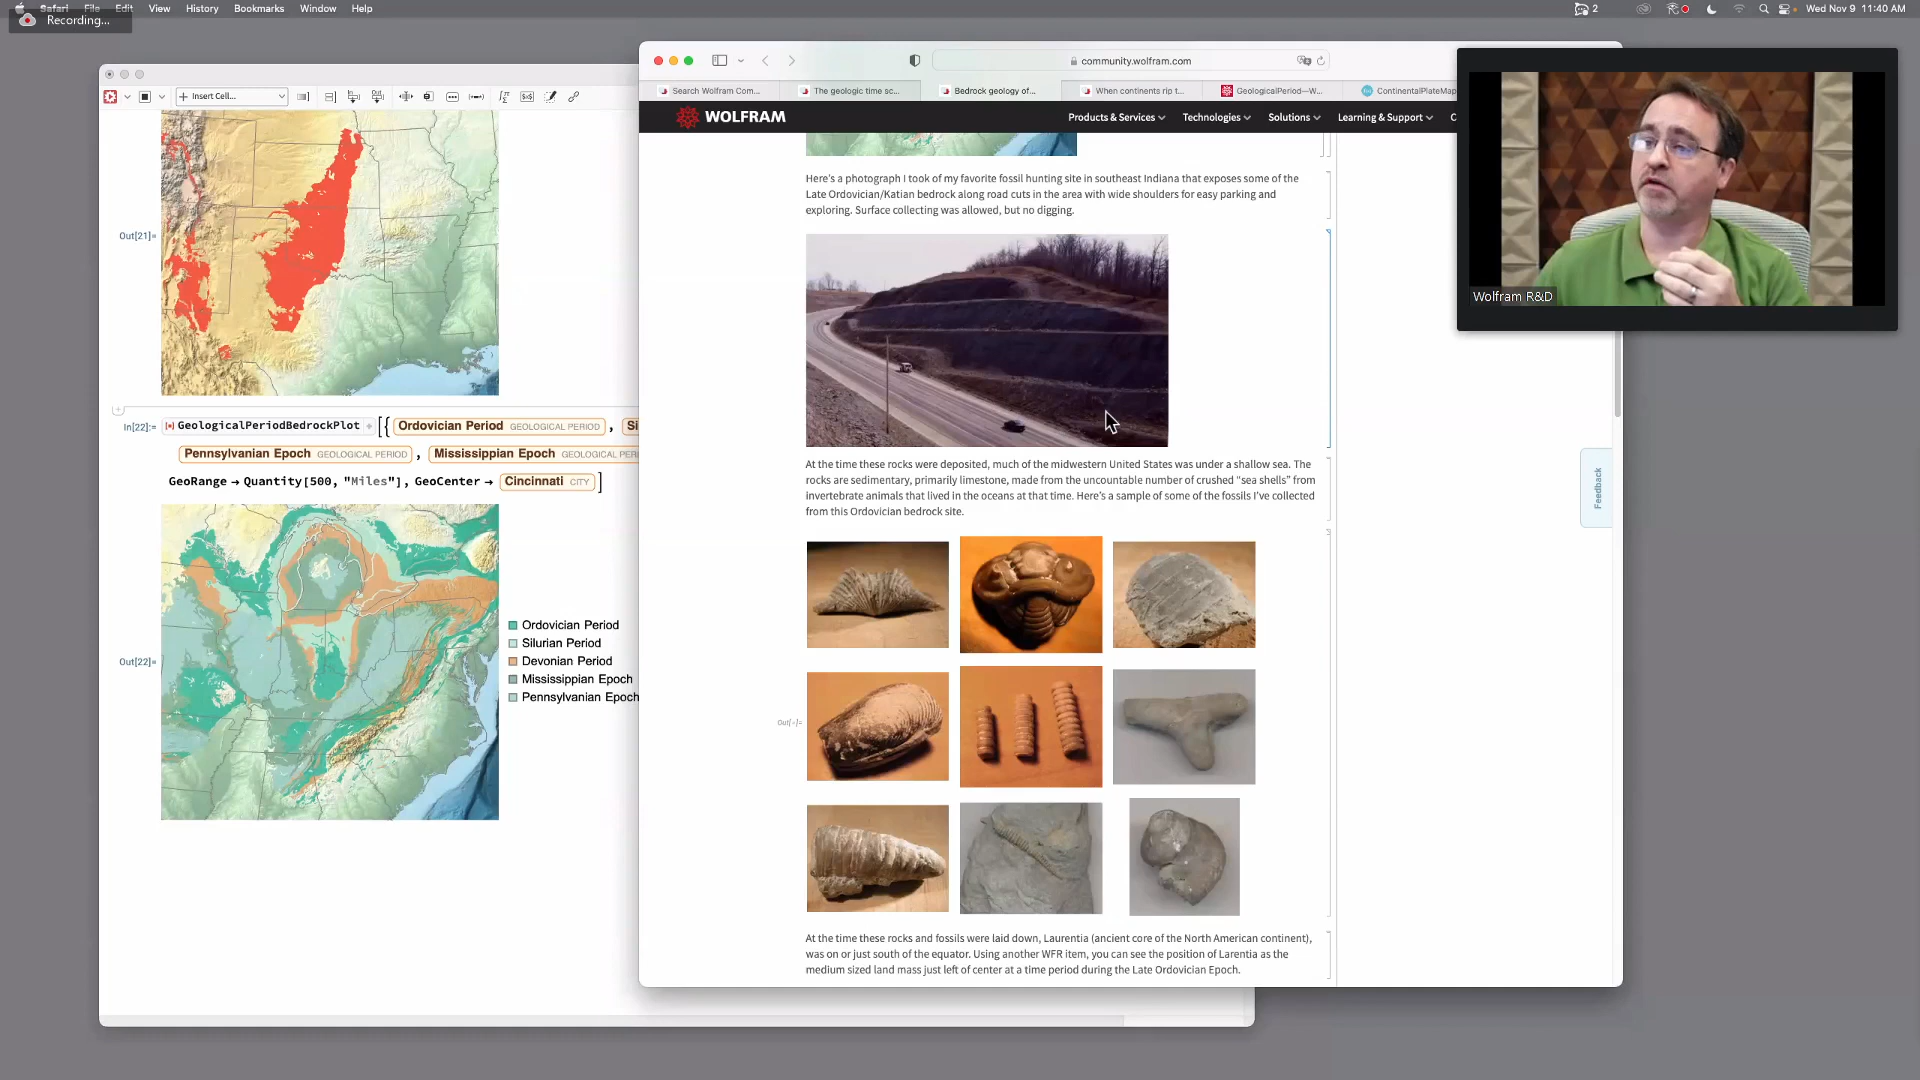 Safari File Edit View History Bookmarks Window Help
2
Wed Nov 9 11:40 AM
Recording...
Insert Cell...
Out[21]=
In[22]:=
GeologicalPeriodBedrockPlot [{ Ordovician Period GEOLOGICAL PERIOD , Si
Pennsylvanian Epoch GEOLOGICAL PERIOD , Mississippian Epoch GEOLOGICAL PERI
GeoRange → Quantity[500, "Miles"], GeoCenter → Cincinnati CITY ]
Out[22]=
Ordovician Period
Silurian Period
Devonian Period
Mississippian Epoch
Pennsylvanian Epoch
community.wolfram.com
Search Wolfram Com...
The geologic time sc...
Bedrock geology of...
When continents rip t...
GeologicalPeriod—W...
ContinentalPlateMap
WOLFRAM
Products & Services
Technologies
Solutions
Learning & Support
C
Here's a photograph I took of my favorite fossil hunting site in southeast Indiana that exposes some of the
Late Ordovician/Katian bedrock along road cuts in the area with wide shoulders for easy parking and
exploring. Surface collecting was allowed, but no digging.
At the time these rocks were deposited, much of the midwestern United States was under a shallow sea. The
rocks are sedimentary, primarily limestone, made from the uncountable number of crushed "sea shells" from
invertebrate animals that lived in the oceans at that time. Here's a sample of some of the fossils I've collected
from this Ordovician bedrock site.
Out[-]=
At the time these rocks and fossils were laid down, Laurentia (ancient core of the North American continent),
was on or just south of the equator. Using another WFR item, you can see the position of Larentia as the
medium sized land mass just left of center at a time period during the Late Ordovician Epoch.
Feedback
Wolfram R&D